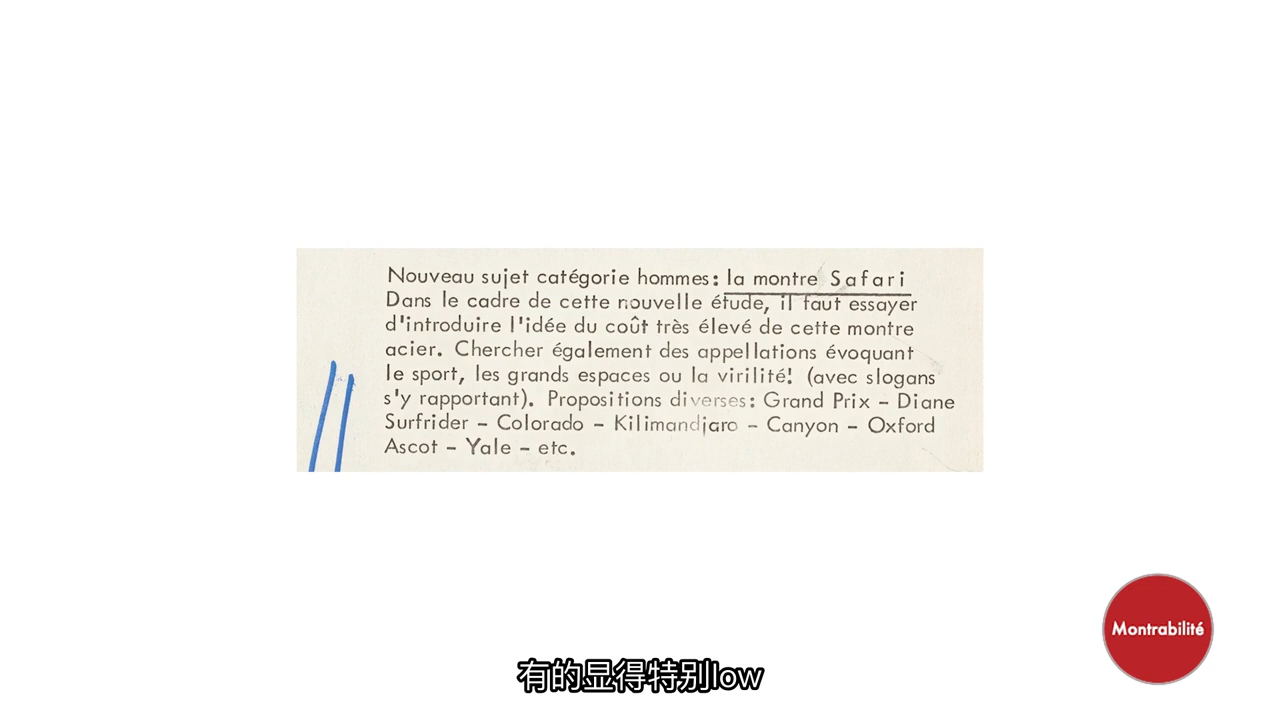 Nouveau sujet catégorie hommes: la montre Safari
Dans le cadre de cette nouvelle étude, il faut essayer
d'introduire l'idée du coût très élevé de cette montre
acier. Chercher également des appellations évoquant
le sport, les grands espaces ou la virilité! (avec slogans
s'y rapportant). Propositions diverses: Grand Prix – Diane
Surfrider – Colorado – Kilimandjaro – Canyon – Oxford
Ascot – Yale – etc.
Montrabilité
有的显得特别low